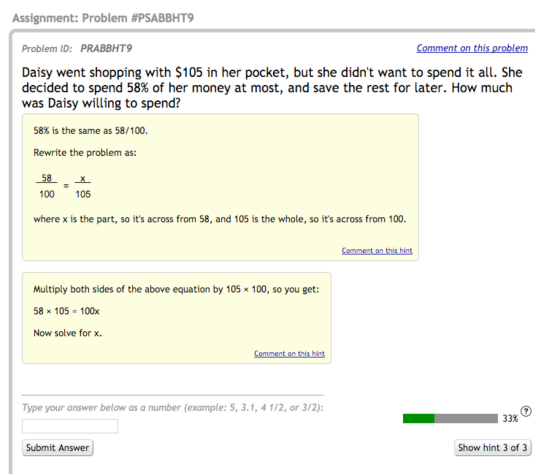 Assignment: Problem #PSABBHT9
Problem ID: PRABBHT9
Comment on this problem
Daisy went shopping with $105 in her pocket, but she didn't want to spend it all. She
decided to spend 58% of her money at most, and save the rest for later. How much
was Daisy willing to spend?
58% is the same as 58/100.
Rewrite the problem as:
58 = x
100 105
where x is the part, so it's across from 58, and 105 is the whole, so it's across from 100.
Comment on this hint
Multiply both sides of the above equation by 105 × 100, so you get:
58 × 105 = 100x
Now solve for x.
Comment on this hint
Type your answer below as a number (example: 5, 3.1, 4 1/2, or 3/2):
33% ?
Submit Answer
Show hint 3 of 3